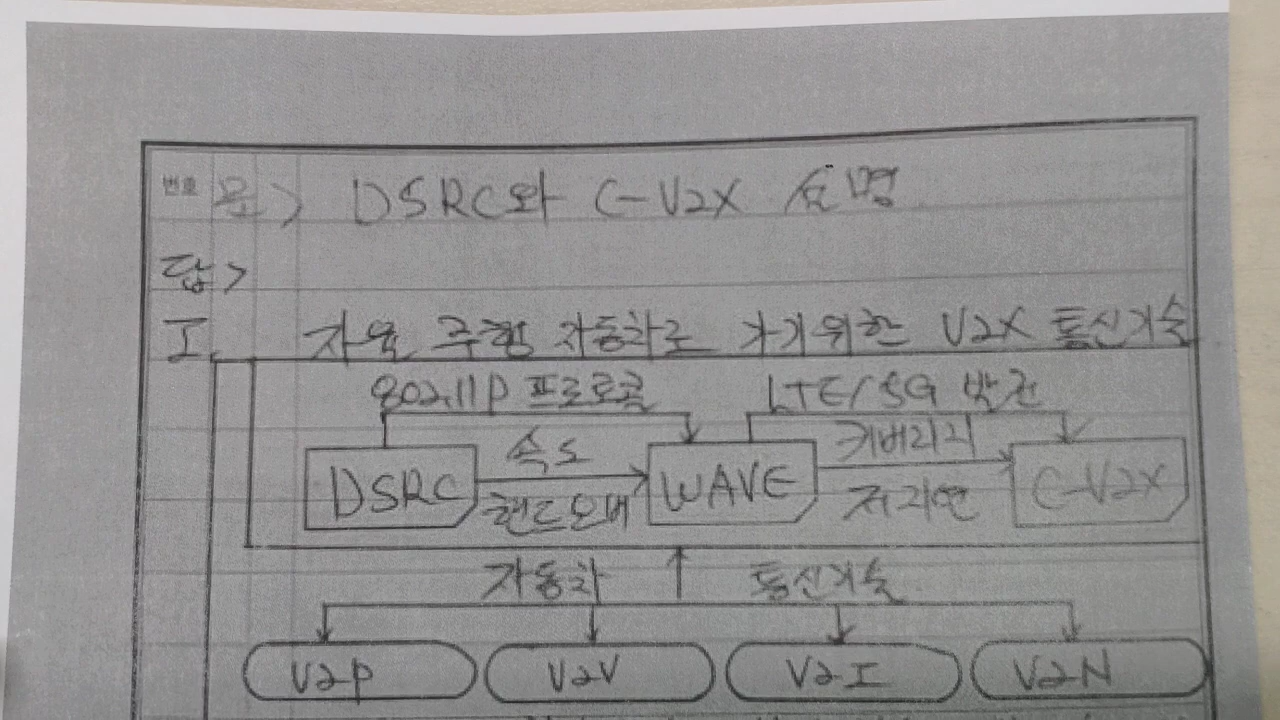 번호 문> DSRC와 C-V2X 설명
답>
I. 자율 주행 자동차로 가기위한 V2X 통신기술
802.11P 프로토콜 LTE/5G 발전
속도 커버리지
DSRC WAVE C-V2X
핸드오버 저지연
자동차 통신기술
V2P V2V V2I V2N